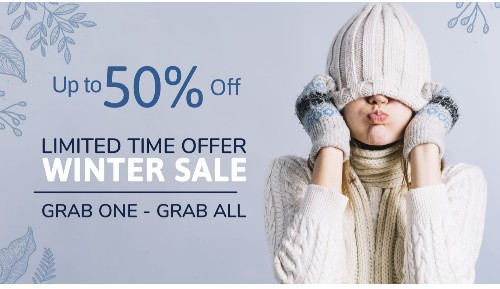 Up to 50% Off
LIMITED TIME OFFER
WINTER SALE
GRAB ONE - GRAB ALL